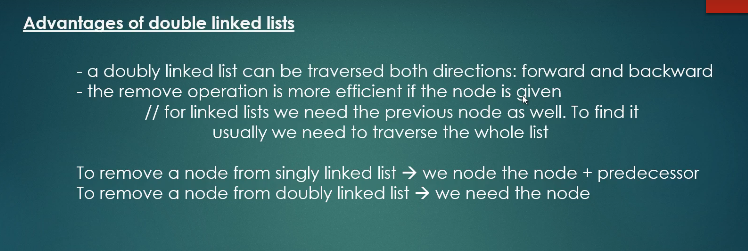 Advantages of double linked lists
- a doubly linked list can be traversed both directions: forward and backward
- the remove operation is more efficient if the node is given
// for linked lists we need the previous node as well. To find it
usually we need to traverse the whole list
To remove a node from singly linked list → we node the node + predecessor
To remove a node from doubly linked list → we need the node